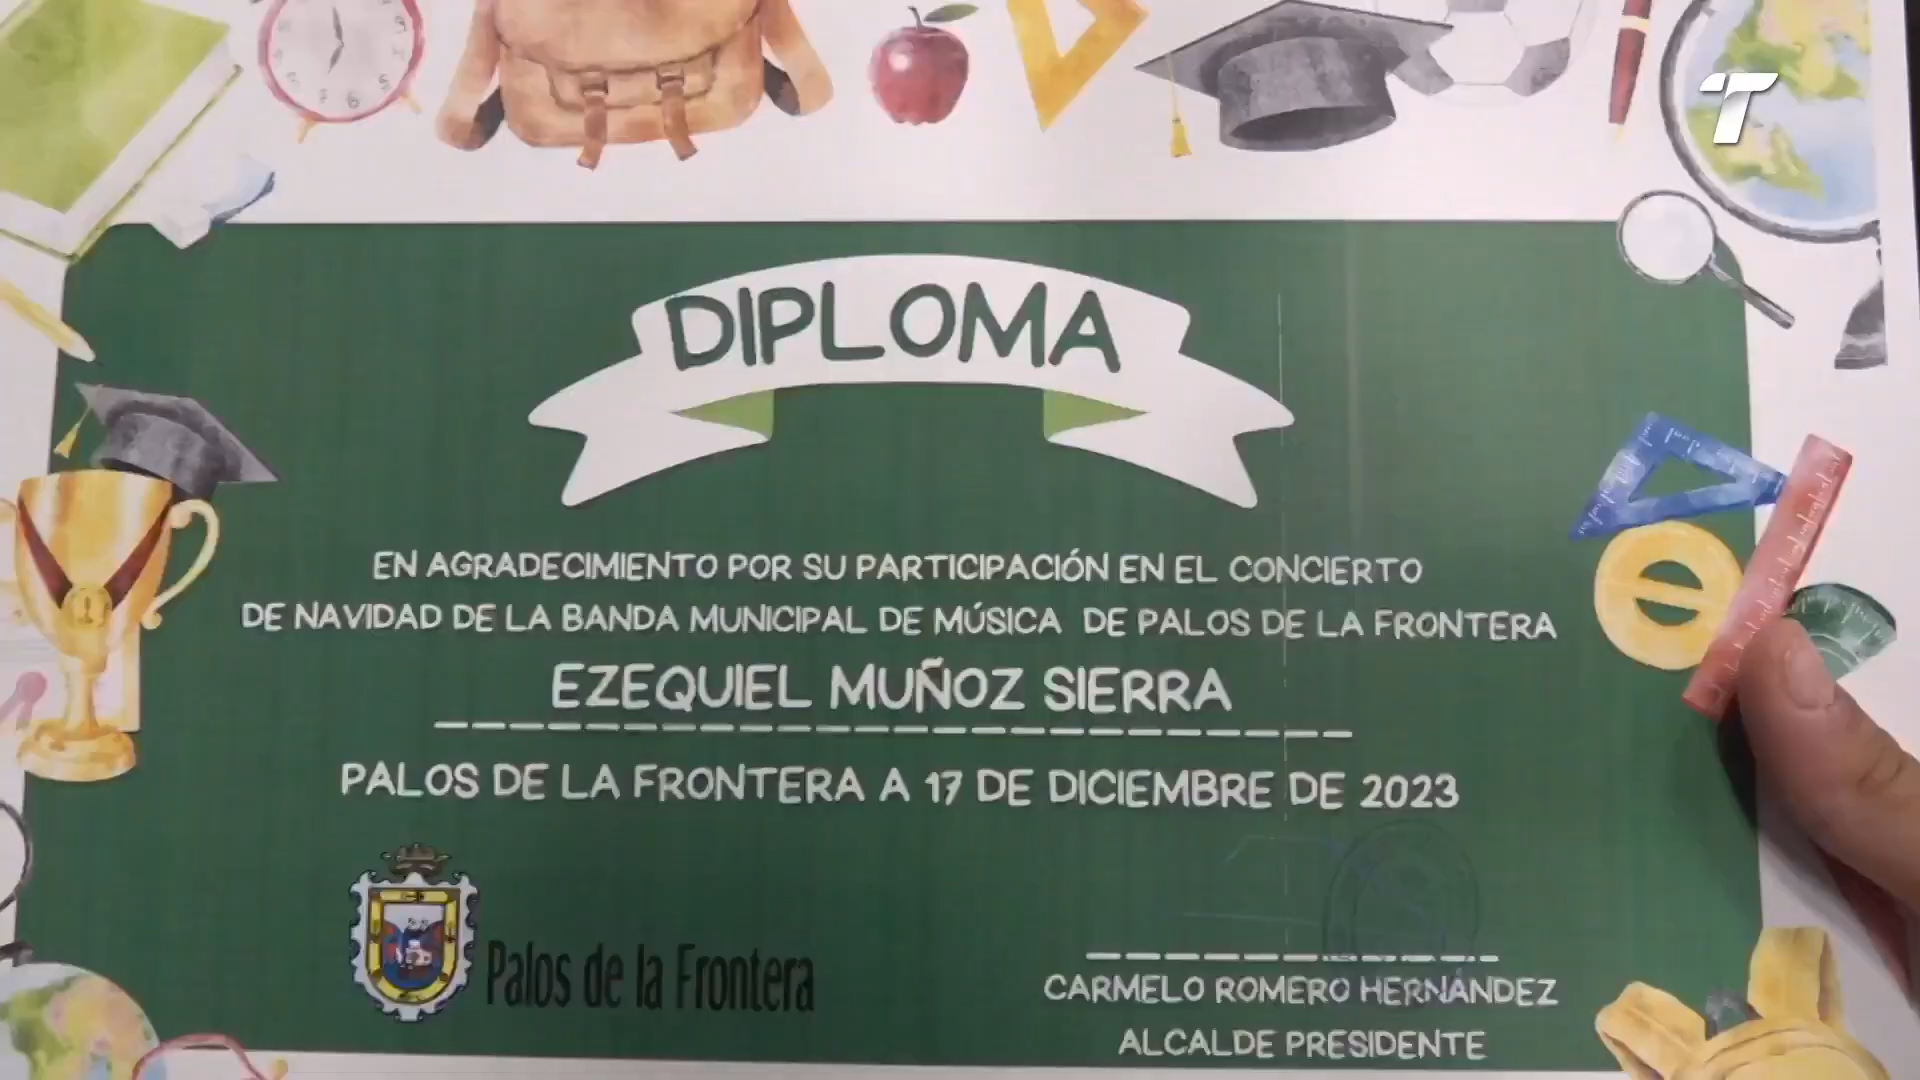 DIPLOMA
EN AGRADECIMIENTO POR SU PARTICIPACIÓN EN EL CONCIERTO
DE NAVIDAD DE LA BANDA MUNICIPAL DE MÚSICA DE PALOS DE LA FRONTERA
EZEQUIEL MUÑOZ SIERRA
PALOS DE LA FRONTERA A 17 DE DICIEMBRE DE 2023
Palos de la Frontera
CARMELO ROMERO HERNÁNDEZ
ALCALDE PRESIDENTE